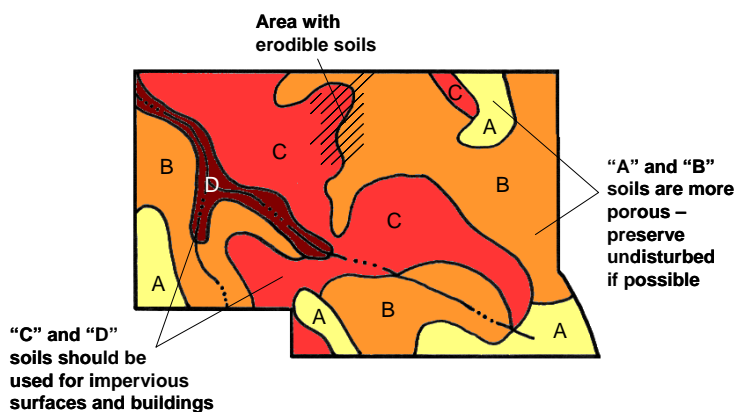 Area with
erodible soils
C
A
B
C
B
D
C
A
A
B
A
“A” and “B”
soils are more
porous –
preserve
undisturbed
if possible
“C” and “D”
soils should be
used for impervious
surfaces and buildings